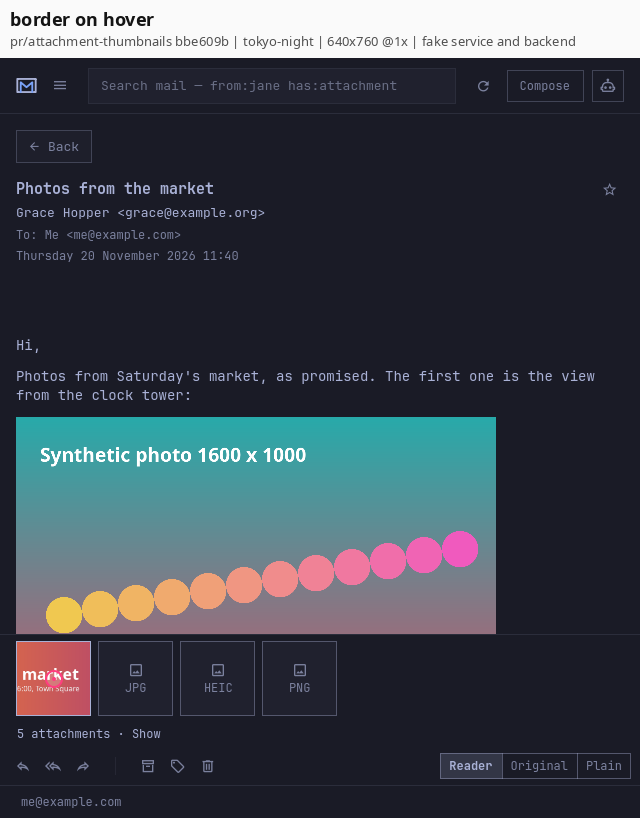 border on hover
pr/attachment-thumbnails bbe609b | tokyo-night | 640x760 @1x | fake service and backend
Search mail — from:jane has:attachment
Compose
Back
Photos from the market
Grace Hopper <grace@example.org>
To: Me <me@example.com>
Thursday 20 November 2026 11:40
Hi,
Photos from Saturday's market, as promised. The first one is the view
from the clock tower:
Synthetic photo 1600 x 1000
market
6:00, Town Square
JPG
HEIC
PNG
5 attachments · Show
Reader
Original
Plain
me@example.com